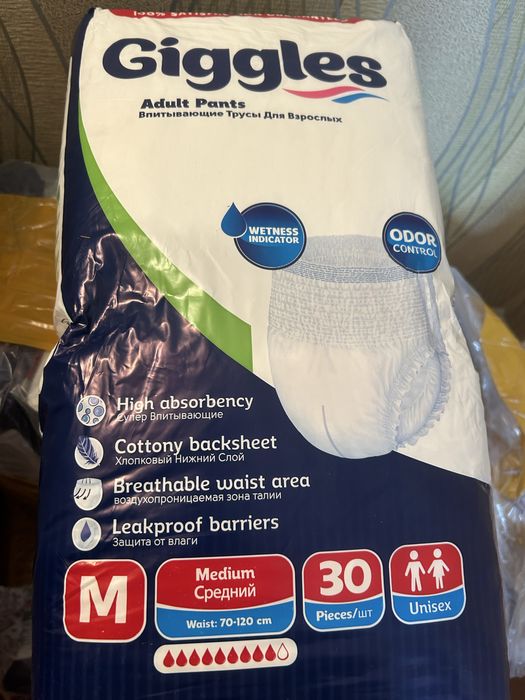 Giggles
Adult Pants
Впитывающие Трусы Для Взрослых
WETNESS
INDICATOR
ODOR
CONTROL
High absorbency
Супер Впитывающие
Cottony backsheet
Хлопковый Нижний Слой
Breathable waist area
воздухопроницаемая зона талии
Leakproof barriers
Защита от влаги
M
Medium
Средний
Waist: 70-120 cm
30
Pieces/шт
Unisex